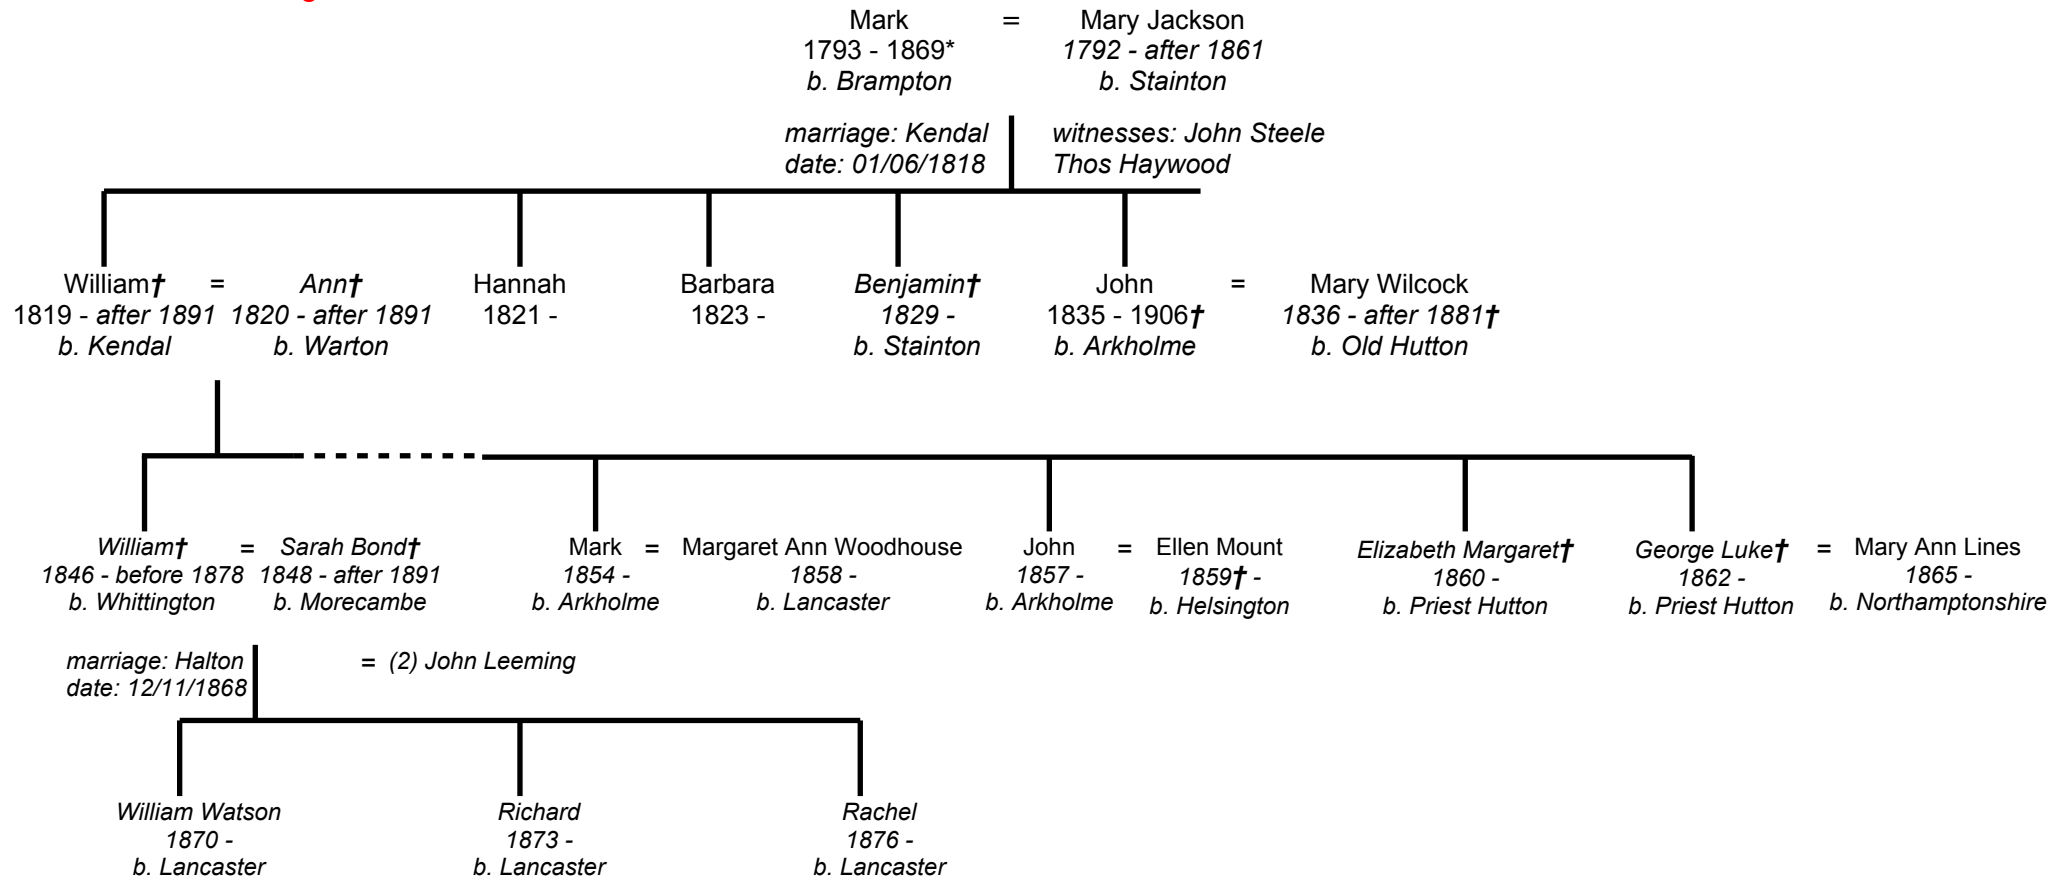 Mark = Mary Jackson
1793 - 1869* 1792 - after 1861
b. Brampton b. Stainton
marriage: Kendal witnesses: John Steele
date: 01/06/1818 Thos Haywood
William† = Ann† Hannah Barbara Benjamin† John = Mary Wilcock
1819 - after 1891 1820 - after 1891 1821 - 1823 - 1829 - 1835 - 1906† 1836 - after 1881†
b. Kendal b. Warton b. Stainton b. Arkholme b. Old Hutton
William† = Sarah Bond† Mark = Margaret Ann Woodhouse John = Ellen Mount Elizabeth Margaret† George Luke† = Mary Ann Lines
1846 - before 1878 1848 - after 1891 1854 - 1858 - 1857 - 1859† - 1860 - 1862 - 1865 -
b. Whittington b. Morecambe b. Arkholme b. Lancaster b. Arkholme b. Helsington b. Priest Hutton b. Priest Hutton b. Northamptonshire
marriage: Halton = (2) John Leeming
date: 12/11/1868
William Watson Richard Rachel
1870 - 1873 - 1876 -
b. Lancaster b. Lancaster b. Lancaster